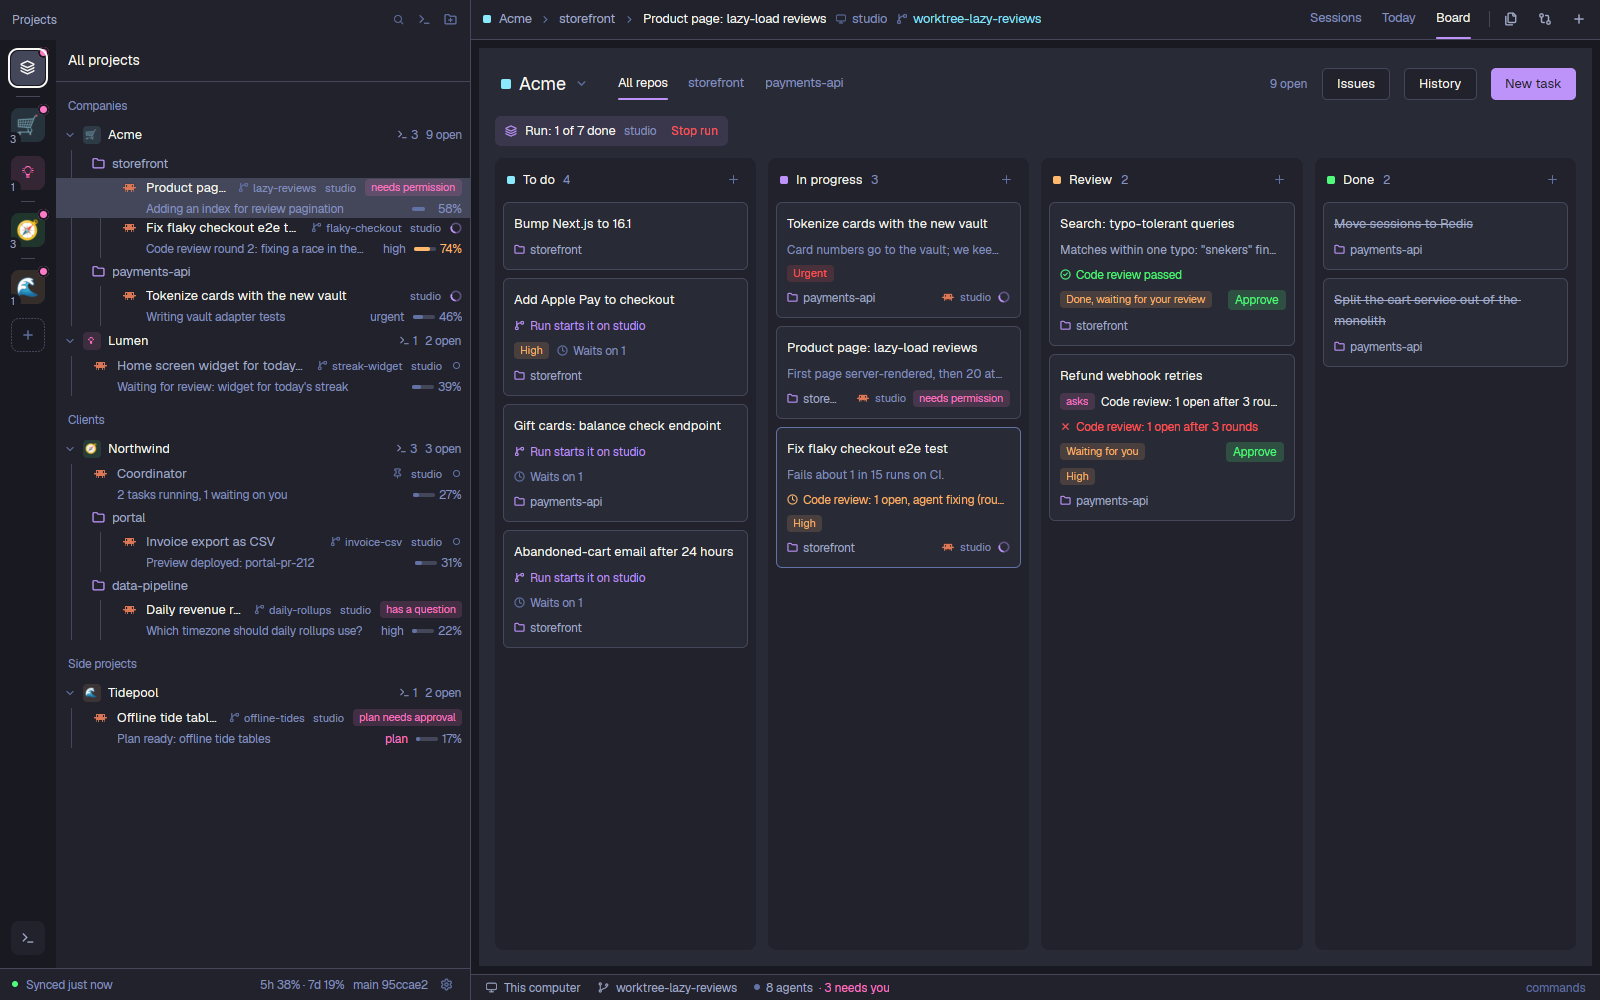 Projects
Acme
storefront
Product page: lazy-load reviews
studio
worktree-lazy-reviews
Sessions
Today
Board
All projects
Companies
Acme
3
9 open
storefront
Product pag...
lazy-reviews
studio
needs permission
Adding an index for review pagination
58%
Fix flaky checkout e2e t...
flaky-checkout
studio
Code review round 2: fixing a race in the...
high
74%
payments-api
Tokenize cards with the new vault
studio
Writing vault adapter tests
urgent
46%
Lumen
1
2 open
Home screen widget for today...
streak-widget
studio
Waiting for review: widget for today's streak
39%
Clients
Northwind
3
3 open
Coordinator
studio
2 tasks running, 1 waiting on you
27%
portal
Invoice export as CSV
invoice-csv
studio
Preview deployed: portal-pr-212
31%
data-pipeline
Daily revenue r...
daily-rollups
studio
has a question
Which timezone should daily rollups use?
high
22%
Side projects
Tidepool
1
2 open
Offline tide tabl...
offline-tides
studio
plan needs approval
Plan ready: offline tide tables
plan
17%
3
1
3
1
Synced just now
5h 38% · 7d 19%
main 95ccae2
Acme
All repos
storefront
payments-api
9 open
Issues
History
New task
Run: 1 of 7 done
studio
Stop run
To do 4
Bump Next.js to 16.1
storefront
Add Apple Pay to checkout
Run starts it on studio
High
Waits on 1
storefront
Gift cards: balance check endpoint
Run starts it on studio
Waits on 1
payments-api
Abandoned-cart email after 24 hours
Run starts it on studio
Waits on 1
storefront
In progress 3
Tokenize cards with the new vault
Card numbers go to the vault; we kee...
Urgent
payments-api
studio
Product page: lazy-load reviews
First page server-rendered, then 20 at...
store...
studio
needs permission
Fix flaky checkout e2e test
Fails about 1 in 15 runs on CI.
Code review: 1 open, agent fixing (rou...
High
storefront
studio
Review 2
Search: typo-tolerant queries
Matches within one typo: "snekers" fin...
Code review passed
Done, waiting for your review
Approve
storefront
Refund webhook retries
asks
Code review: 1 open after 3 rou...
Code review: 1 open after 3 rounds
Waiting for you
Approve
High
payments-api
Done 2
Move sessions to Redis
payments-api
Split the cart service out of the
monolith
payments-api
This computer
worktree-lazy-reviews
8 agents
· 3 needs you
commands